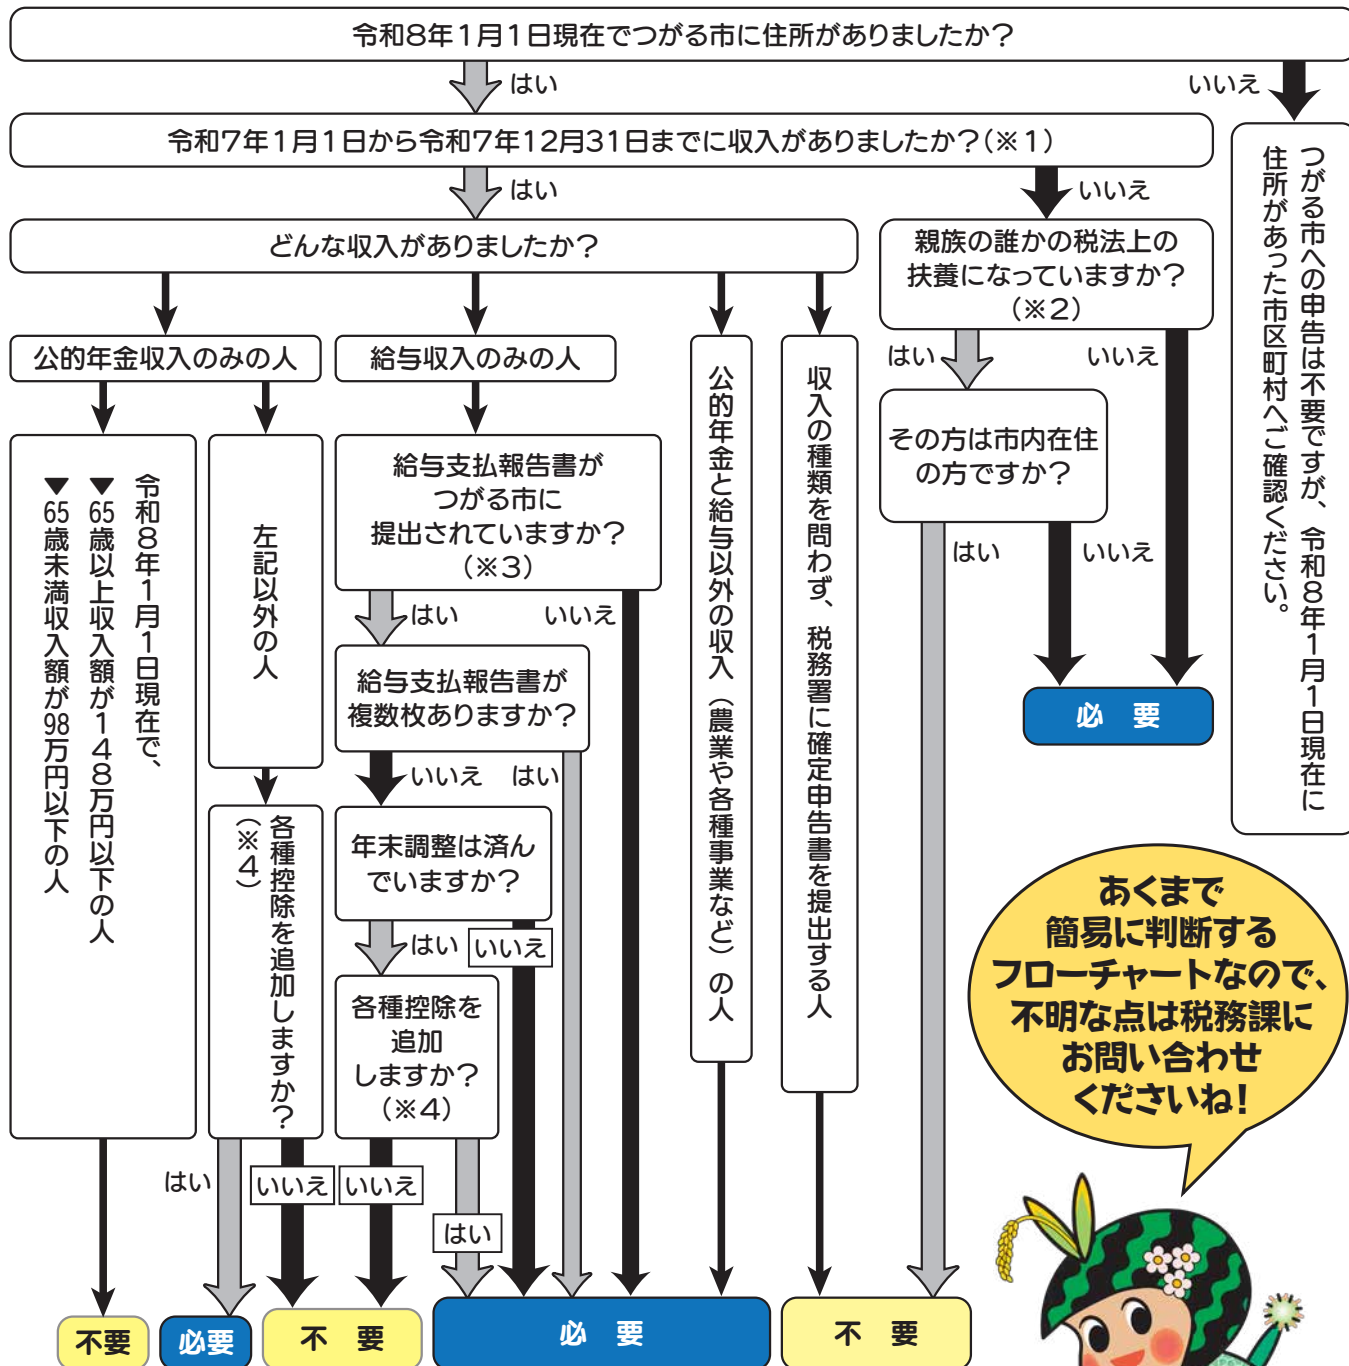 令和8年1月1日現在でつがる市に住所がありましたか？
はい
いいえ
令和7年1月1日から令和7年12月31日までに収入がありましたか？（※1）
はい
いいえ
つがる市への申告は不要ですが、令和8年1月1日現在に
住所があった市区町村へご確認ください。
どんな収入がありましたか？
親族の誰かの税法上の
扶養になっていますか？
（※2）
はい
いいえ
その方は市内在住
の方ですか？
はい
いいえ
必　要
公的年金収入のみの人
給与収入のみの人
令和8年1月1日現在で、
▼65歳以上収入額が148万円以下の人
▼65歳未満収入額が98万円以下の人
左記以外の人
給与支払報告書が
つがる市に
提出されていますか？
（※3）
はい
いいえ
公的年金と給与以外の収入（農業や各種事業など）の人
収入の種類を問わず、税務署に確定申告書を提出する人
給与支払報告書が
複数枚ありますか？
いいえ
はい
各種控除を追加しますか？
（※4）
年末調整は済ん
でいますか？
はい
いいえ
各種控除を
追加
しますか？
（※4）
はい
いいえ
いいえ
はい
あくまで
簡易に判断する
フローチャートなので、
不明な点は税務課に
お問い合わせ
くださいね！
不要
必要
不　要
必　要
不　要